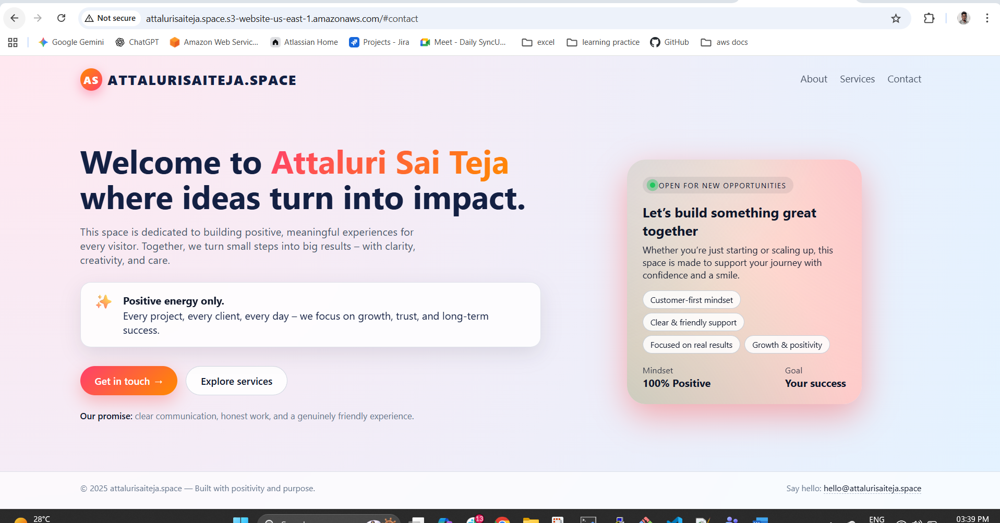 Not secure
attalurisaiteja.space.s3-website-us-east-1.amazonaws.com/#contact
Google Gemini
ChatGPT
Amazon Web Servic...
Atlassian Home
Projects - Jira
Meet - Daily SyncU...
excel
learning practice
GitHub
aws docs
AS ATTALURISAITEJA.SPACE
About Services Contact
Welcome to Attaluri Sai Teja
where ideas turn into impact.
This space is dedicated to building positive, meaningful experiences for
every visitor. Together, we turn small steps into big results – with clarity,
creativity, and care.
✨ Positive energy only.
Every project, every client, every day – we focus on growth, trust, and long-term
success.
Get in touch →
Explore services
Our promise: clear communication, honest work, and a genuinely friendly experience.
OPEN FOR NEW OPPORTUNITIES
Let’s build something great
together
Whether you’re just starting or scaling up, this
space is made to support your journey with
confidence and a smile.
Customer-first mindset
Clear & friendly support
Focused on real results
Growth & positivity
Mindset
100% Positive
Goal
Your success
© 2025 attalurisaiteja.space — Built with positivity and purpose.
Say hello: hello@attalurisaiteja.space
28°C
13
ENG
03:39 PM